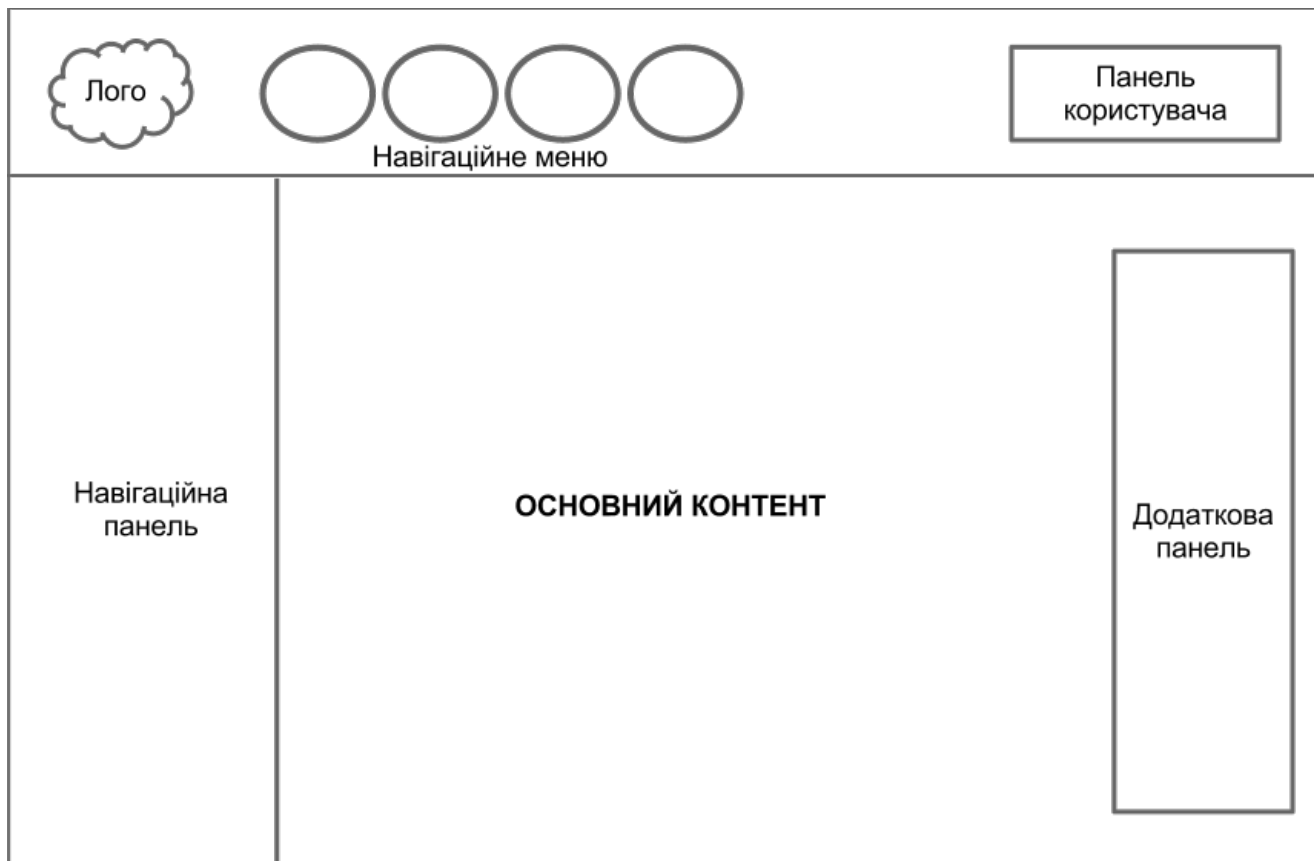 Лого
Панель
користувача
Навігаційне меню
Навігаційна
панель
ОСНОВНИЙ КОНТЕНТ
Додаткова
панель